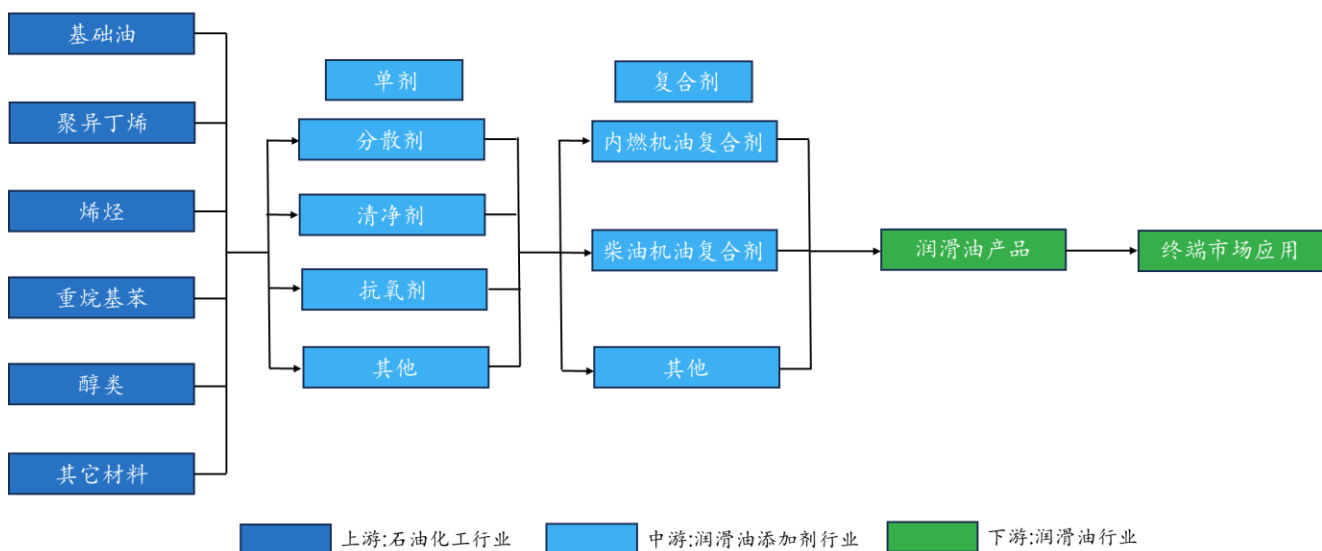 基础油
聚异丁烯
烯烃
重烷基苯
醇类
其它材料
单剂
分散剂
清净剂
抗氧剂
其他
复合剂
内燃机油复合剂
柴油机油复合剂
其他
润滑油产品
终端市场应用
上游:石油化工行业
中游:润滑油添加剂行业
下游:润滑油行业